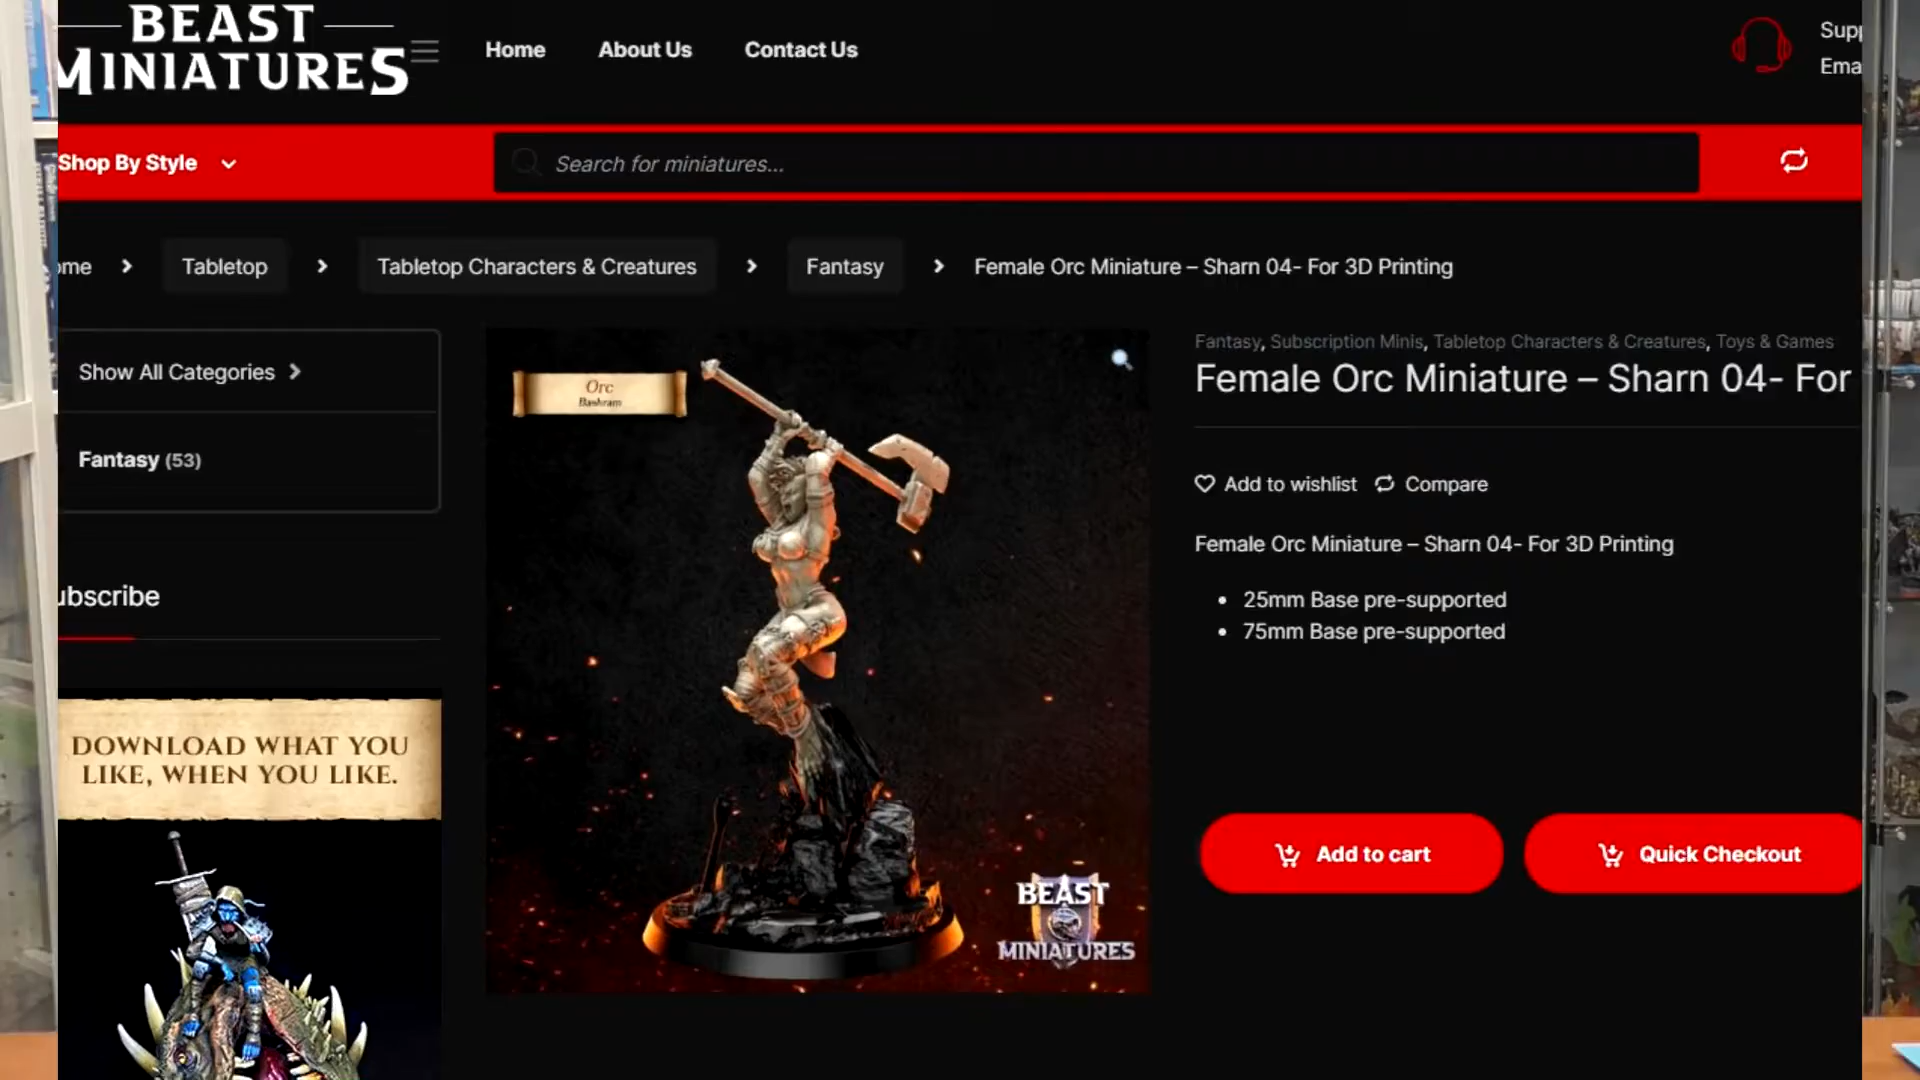 BEAST
MINIATURES
Home
About Us
Contact Us
Supp
Ema
Shop By Style
Search for miniatures...
ome
Tabletop
Tabletop Characters & Creatures
Fantasy
Female Orc Miniature – Sharn 04- For 3D Printing
Show All Categories
Fantasy (53)
ubscribe
DOWNLOAD WHAT YOU
LIKE, WHEN YOU LIKE.
Orc
Bashram
BEAST
MINIATURES
Fantasy, Subscription Minis, Tabletop Characters & Creatures, Toys & Games
Female Orc Miniature – Sharn 04- For
Add to wishlist
Compare
Female Orc Miniature – Sharn 04- For 3D Printing
25mm Base pre-supported
75mm Base pre-supported
Add to cart
Quick Checkout